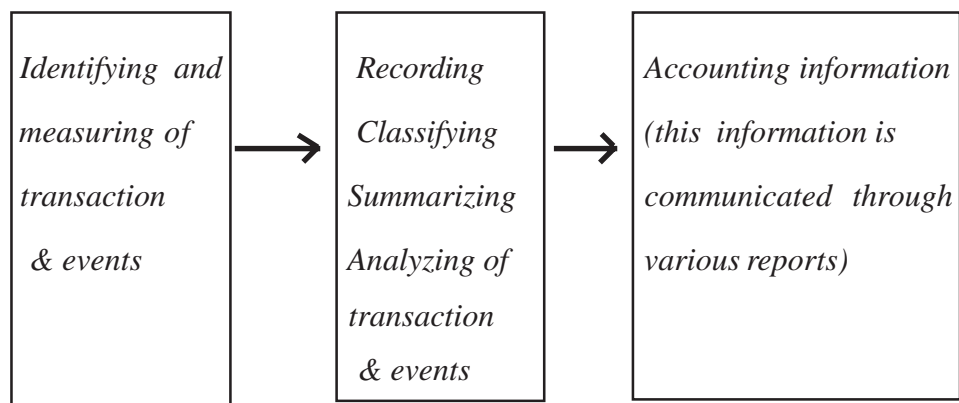 Identifying and
measuring of
transaction
& events
Recording
Classifying
Summarizing
Analyzing of
transaction
& events
Accounting information
(this information is
communicated through
various reports)